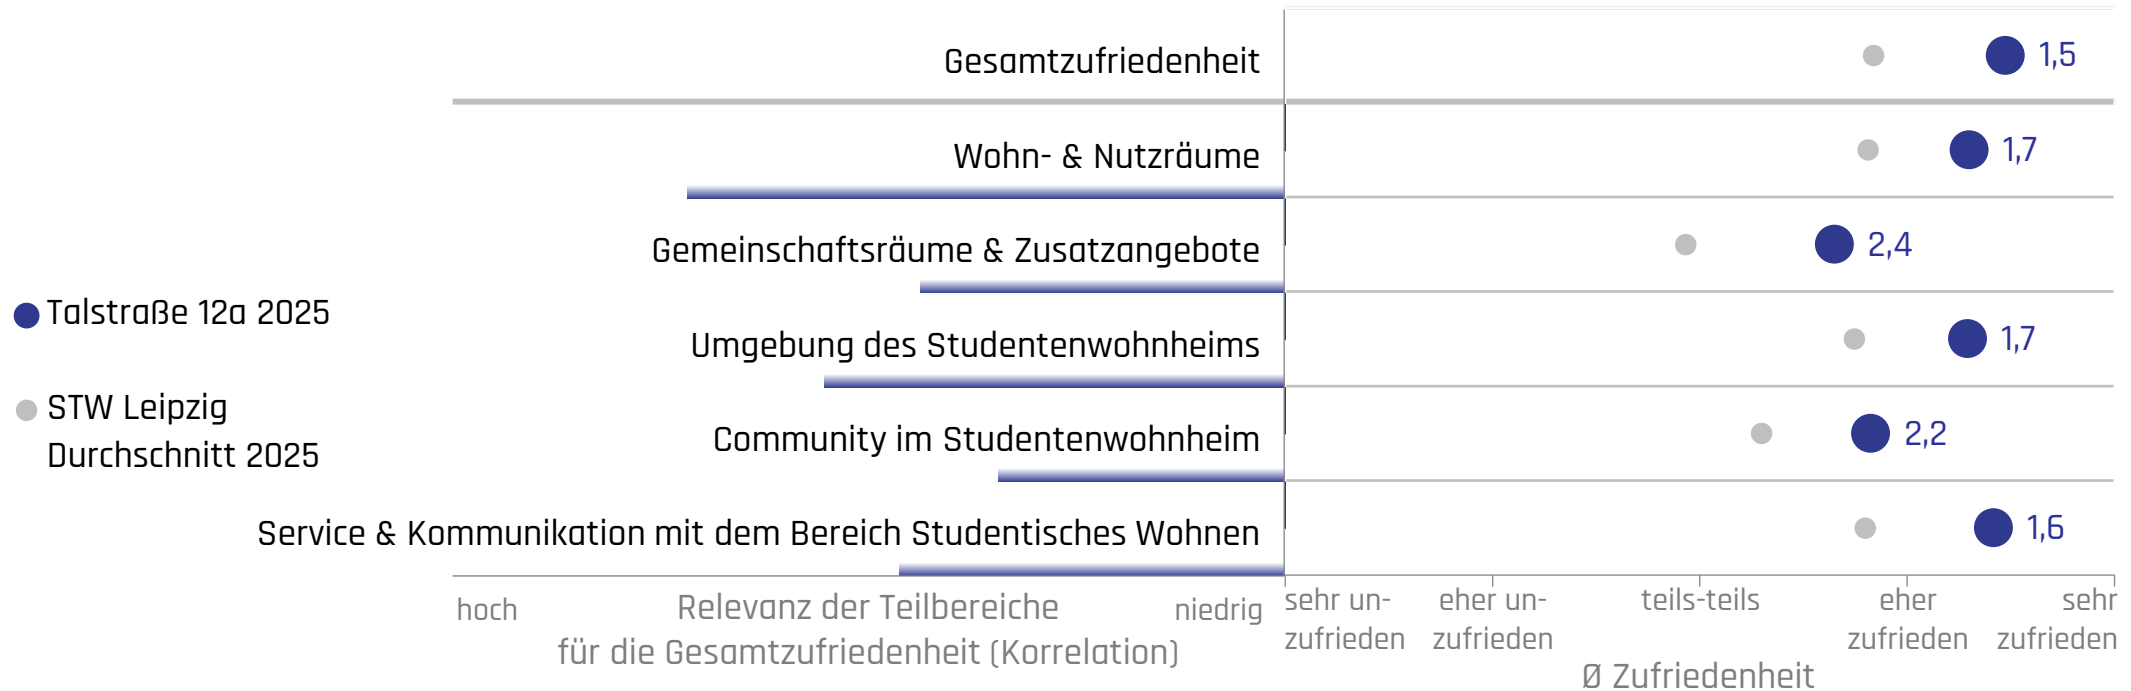 Gesamtzufriedenheit
1,5
Wohn- & Nutzräume
1,7
Gemeinschaftsräume & Zusatzangebote
2,4
Umgebung des Studentenwohnheims
1,7
Community im Studentenwohnheim
2,2
Service & Kommunikation mit dem Bereich Studentisches Wohnen
1,6
Talstraße 12a 2025
STW Leipzig
Durchschnitt 2025
hoch
Relevanz der Teilbereiche
für die Gesamtzufriedenheit (Korrelation)
niedrig
sehr un-
zufrieden
eher un-
zufrieden
teils-teils
eher
zufrieden
sehr
zufrieden
Ø Zufriedenheit